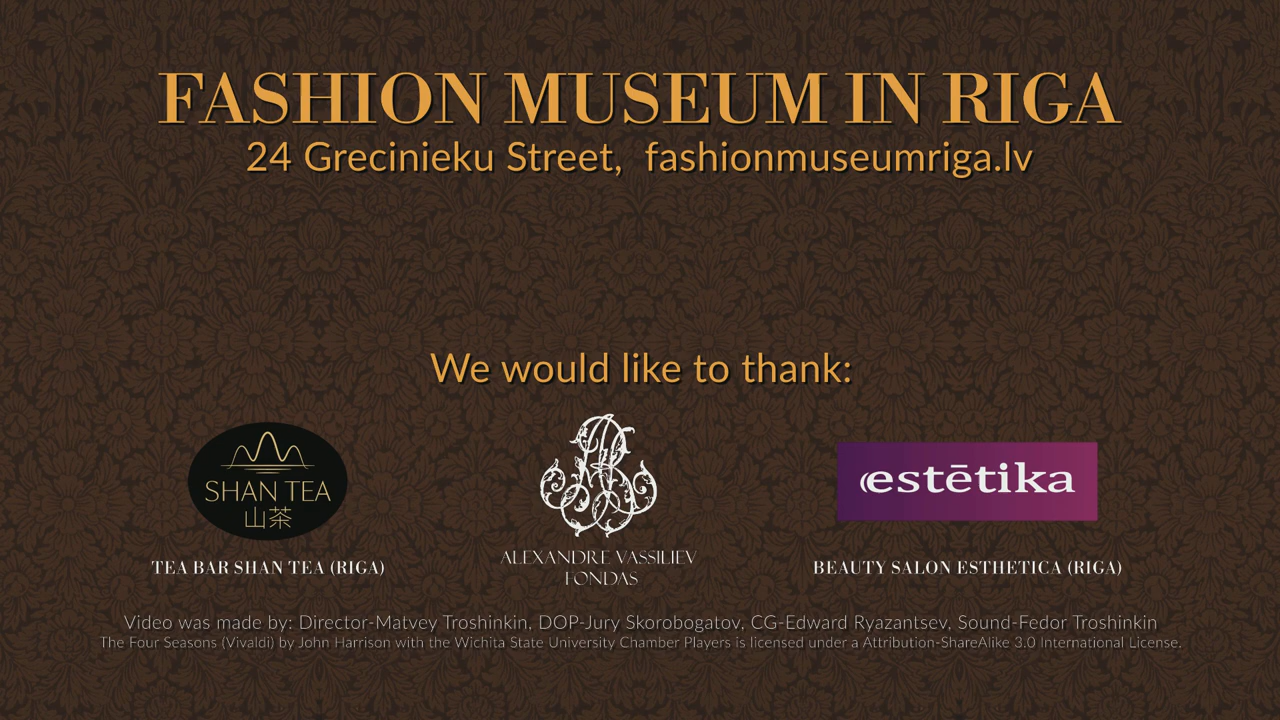 FASHION MUSEUM IN RIGA
24 Grecinieku Street, fashionmuseumriga.lv
We would like to thank:
SHAN TEA
山茶
TEA BAR SHAN TEA (RIGA)
ALEXANDRE VASSILIEV
FONDAS
estētika
BEAUTY SALON ESTHETICA (RIGA)
Video was made by: Director-Matvey Troshinkin, DOP-Jury Skorobogatov, CG-Edward Ryazantsev, Sound-Fedor Troshinkin
The Four Seasons (Vivaldi) by John Harrison with the Wichita State University Chamber Players is licensed under a Attribution-ShareAlike 3.0 International License.